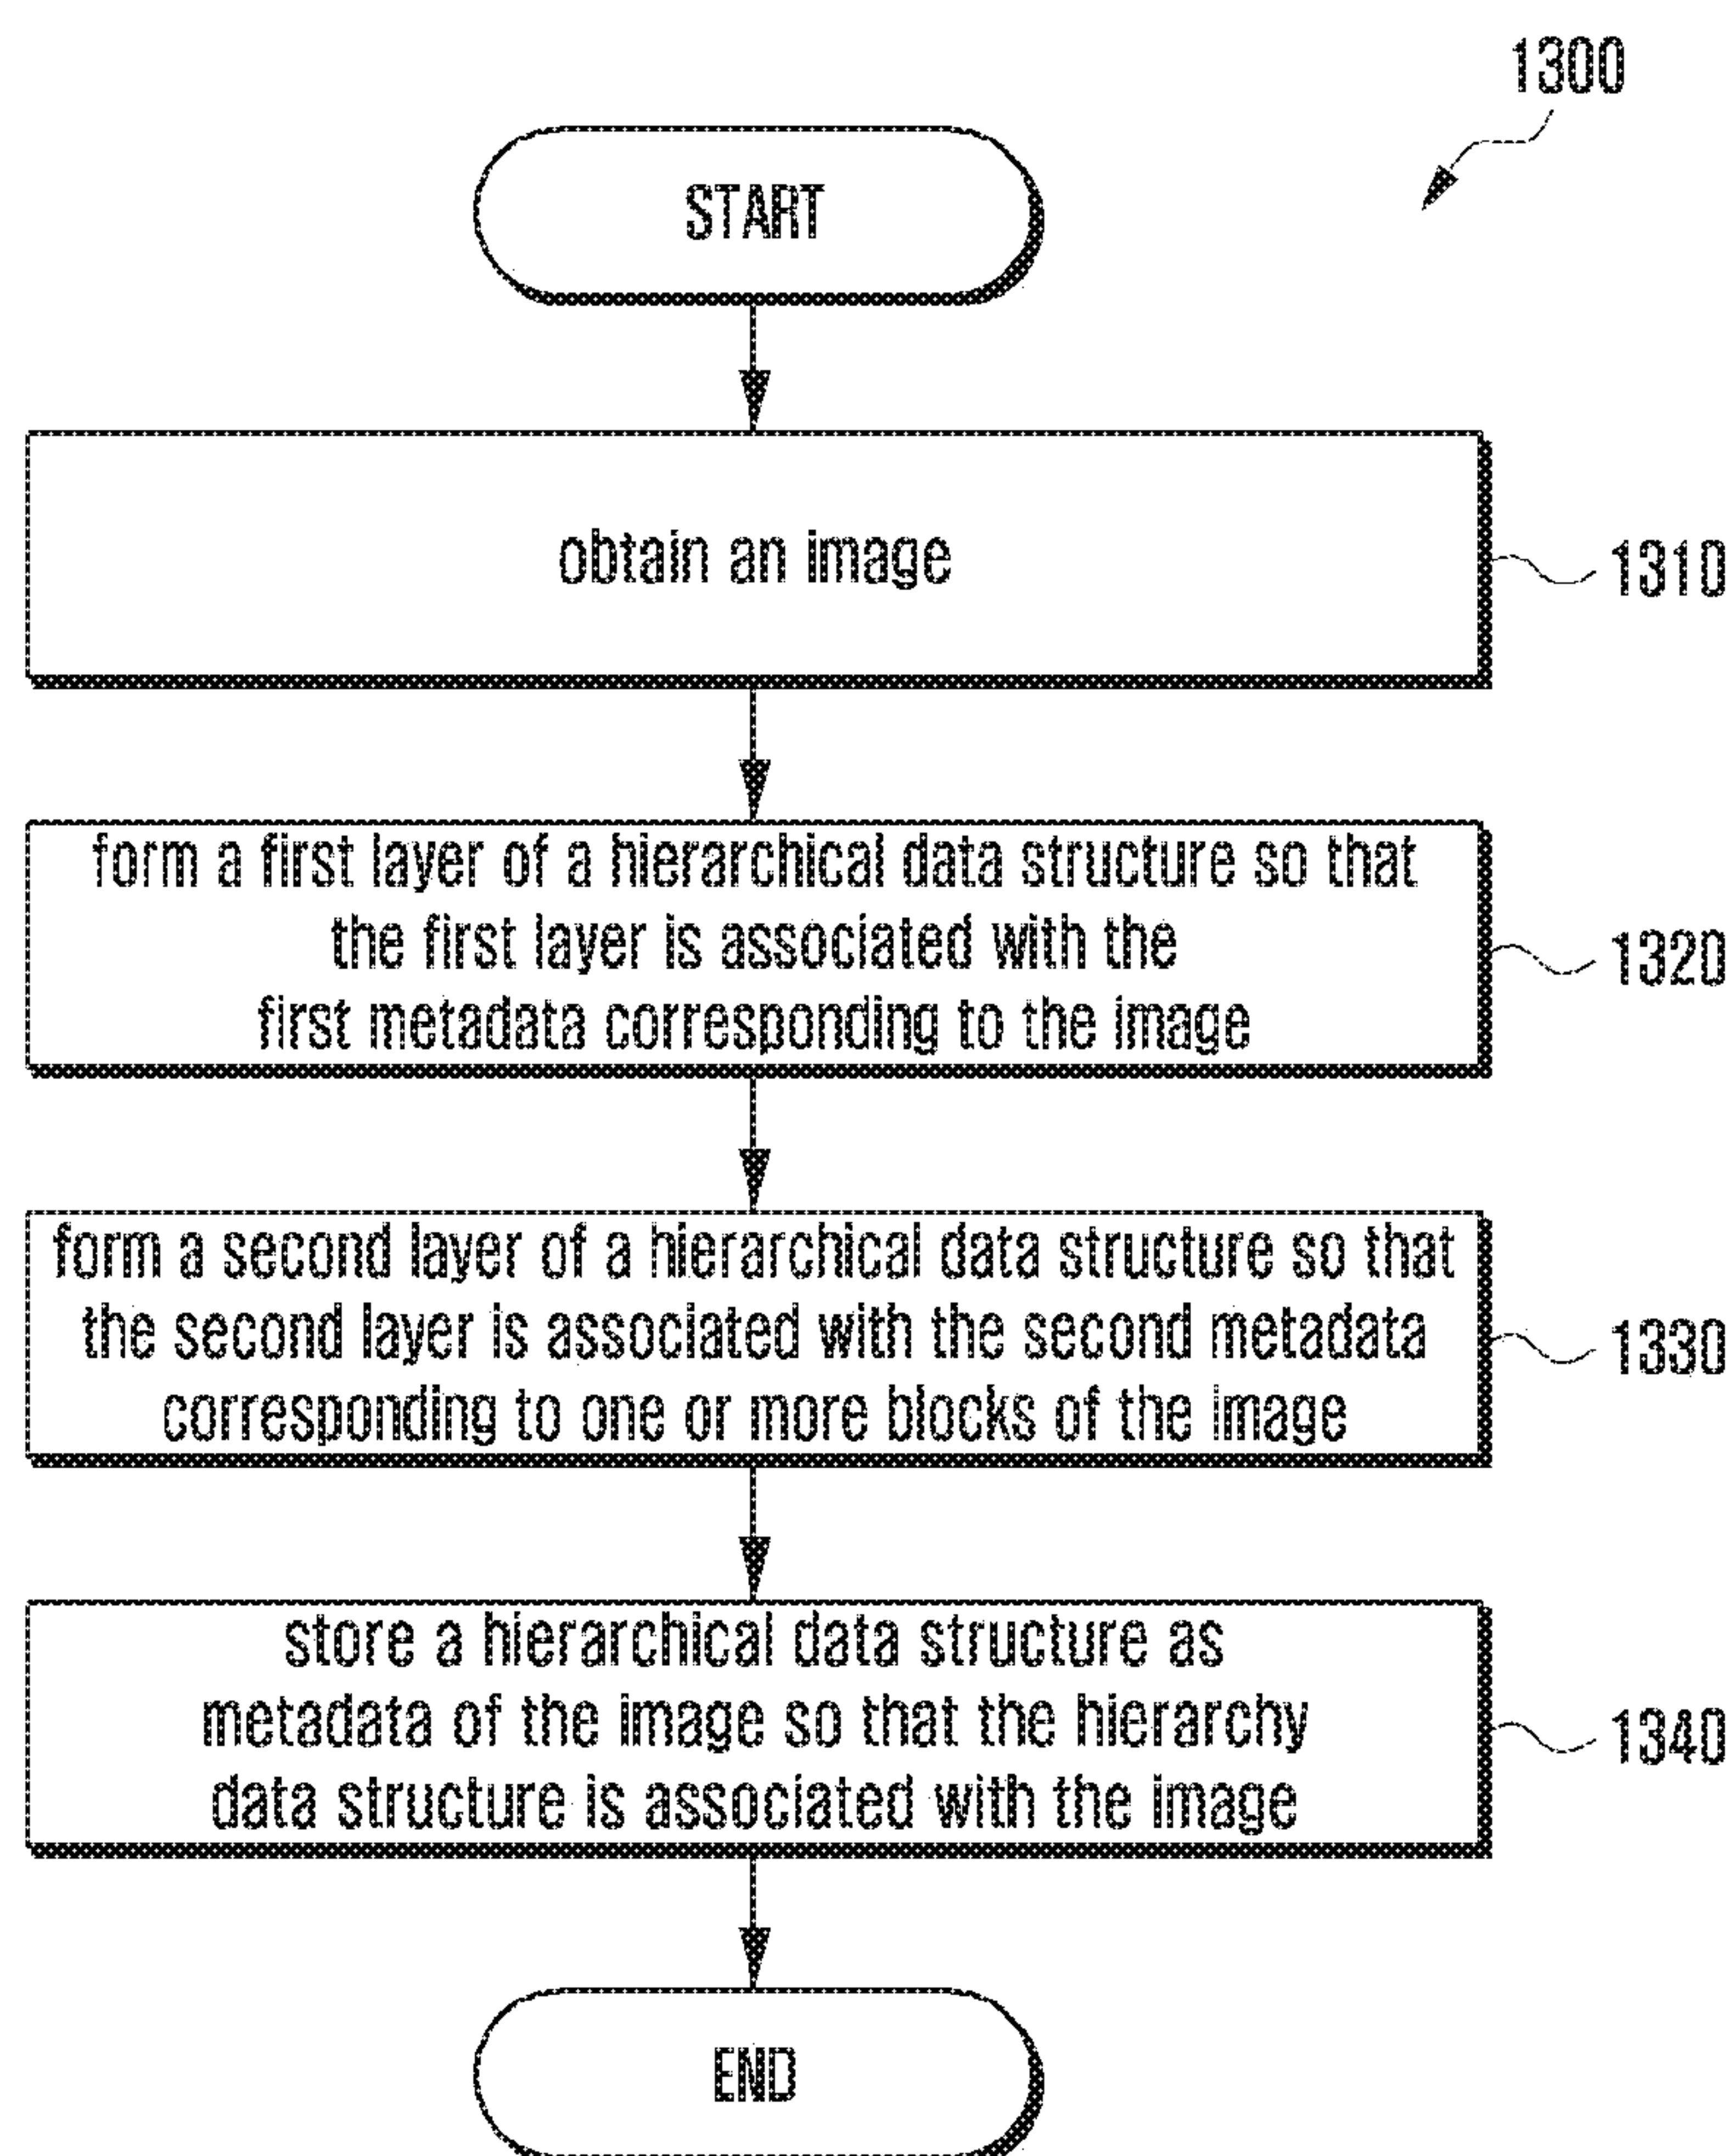 1300
START
obtain an image
1310
form a first layer of a hierarchical data structure so that
the first layer is associated with the
first metadata corresponding to the image
1320
form a second layer of a hierarchical data structure so that
the second layer is associated with the second metadata
corresponding to one or more blocks of the image
1330
store a hierarchical data structure as
metadata of the image so that the hierarchy
data structure is associated with the image
1340
END